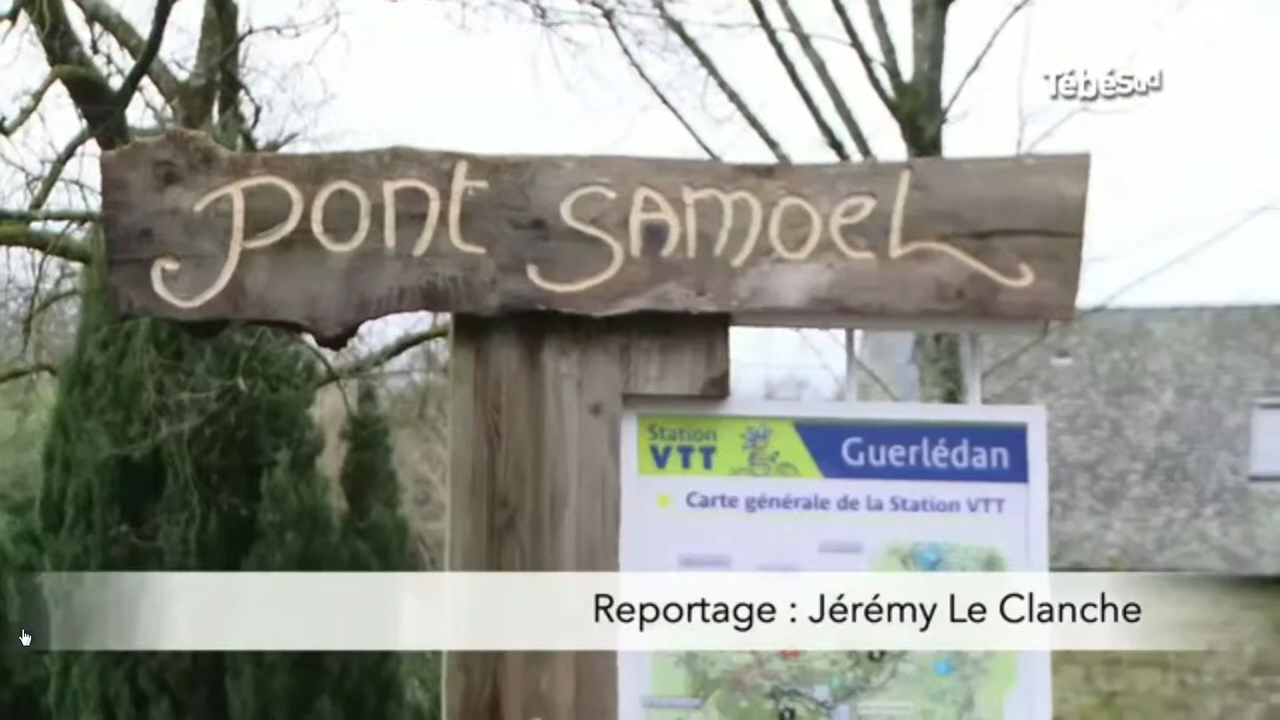 TébéSud
pont samoel
Station
VTT
Guerlédan
Carte générale de la Station VTT
Reportage : Jérémy Le Clanche